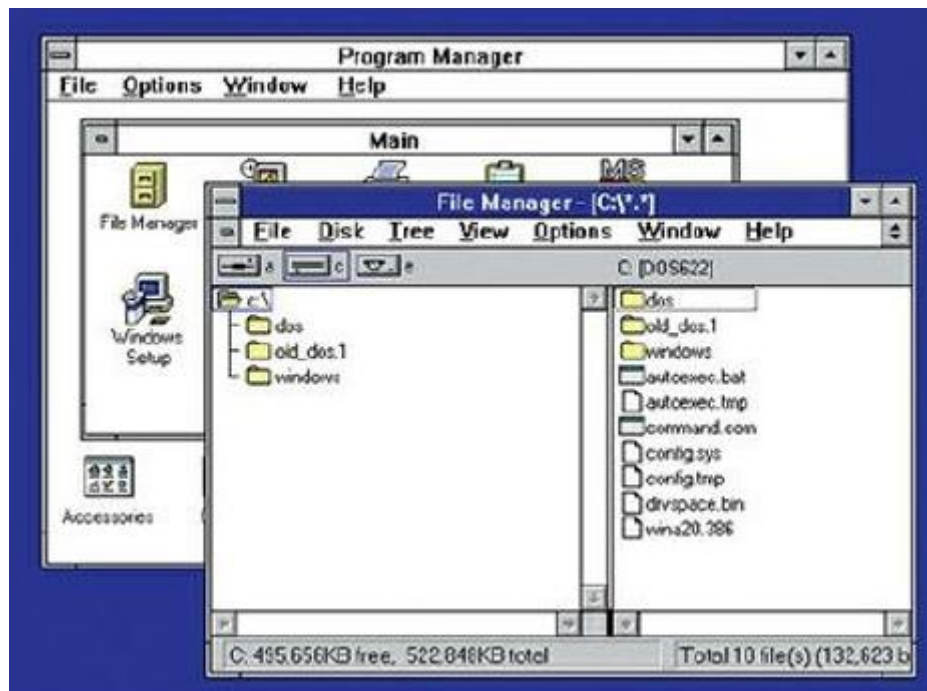 Program Manager
File Options Window Help
Main
MS
File Manager
Windows
Setup
Accessories
File Manager - [C:\*.*]
File Disk Tree View Options Window Help
a c e
C: [DOS622]
c:\
dos
old_dos.1
windows
dos
old_dos.1
windows
autoexec.bat
autoexec.tmp
command.com
config.sys
config.tmp
drvspace.bin
wina20.386
C: 495,656KB free, 522,848KB total
Total 10 file(s) (132,623 b